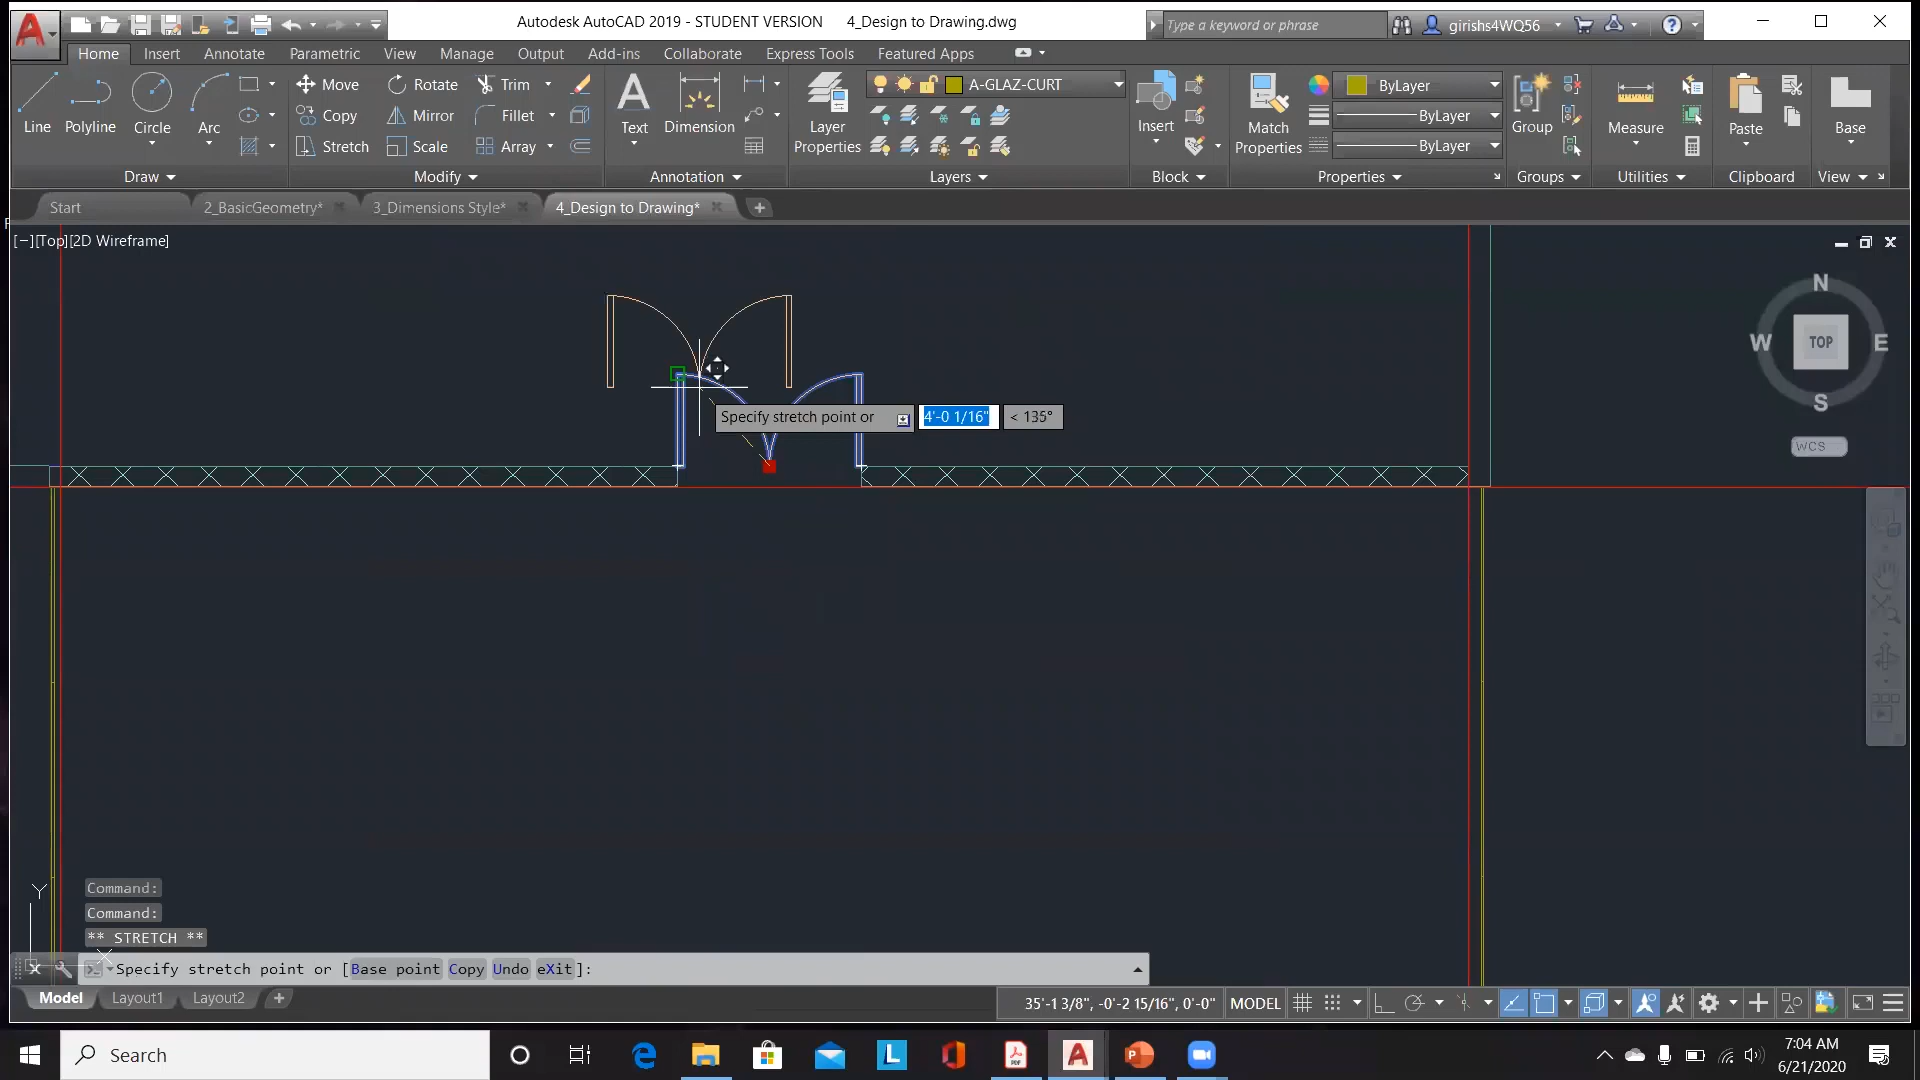 Autodesk AutoCAD 2019 - STUDENT VERSION 4_Design to Drawing.dwg
Type a keyword or phrase
girishs4WQ56
Home Insert Annotate Parametric View Manage Output Add-ins Collaborate Express Tools Featured Apps
Line Polyline Circle Arc
Move Rotate Trim
Copy Mirror Fillet
Stretch Scale Array
Text Dimension
Layer Properties
A-GLAZ-CURT
Insert
Match Properties
ByLayer
ByLayer
ByLayer
Group
Measure
Paste
Base
Draw Modify Annotation Layers Block Properties Groups Utilities Clipboard View
Start 2_BasicGeometry* 3_Dimensions Style* 4_Design to Drawing*
[−][Top][2D Wireframe]
N
W TOP E
S
WCS
Specify stretch point or 4'-0 1/16" < 135°
Y
X
Command:
Command:
** STRETCH **
Specify stretch point or [Base point Copy Undo eXit]:
Model Layout1 Layout2
35'-1 3/8", -0'-2 15/16", 0'-0" MODEL
Search
7:04 AM
6/21/2020